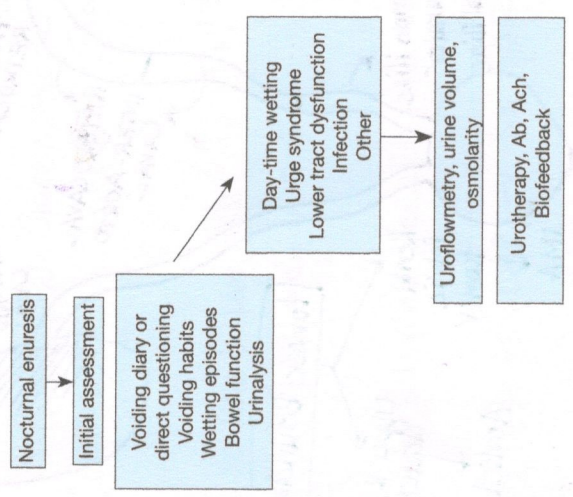 Nocturnal enuresis
Initial assessment
Voiding diary or
direct questioning
Voiding habits
Wetting episodes
Bowel function
Urinalysis
Day-time wetting
Urge syndrome
Lower tract dysfunction
Infection
Other
Uroflowmetry, urine volume,
osmolarity
Urotherapy, Ab, Ach,
Biofeedback